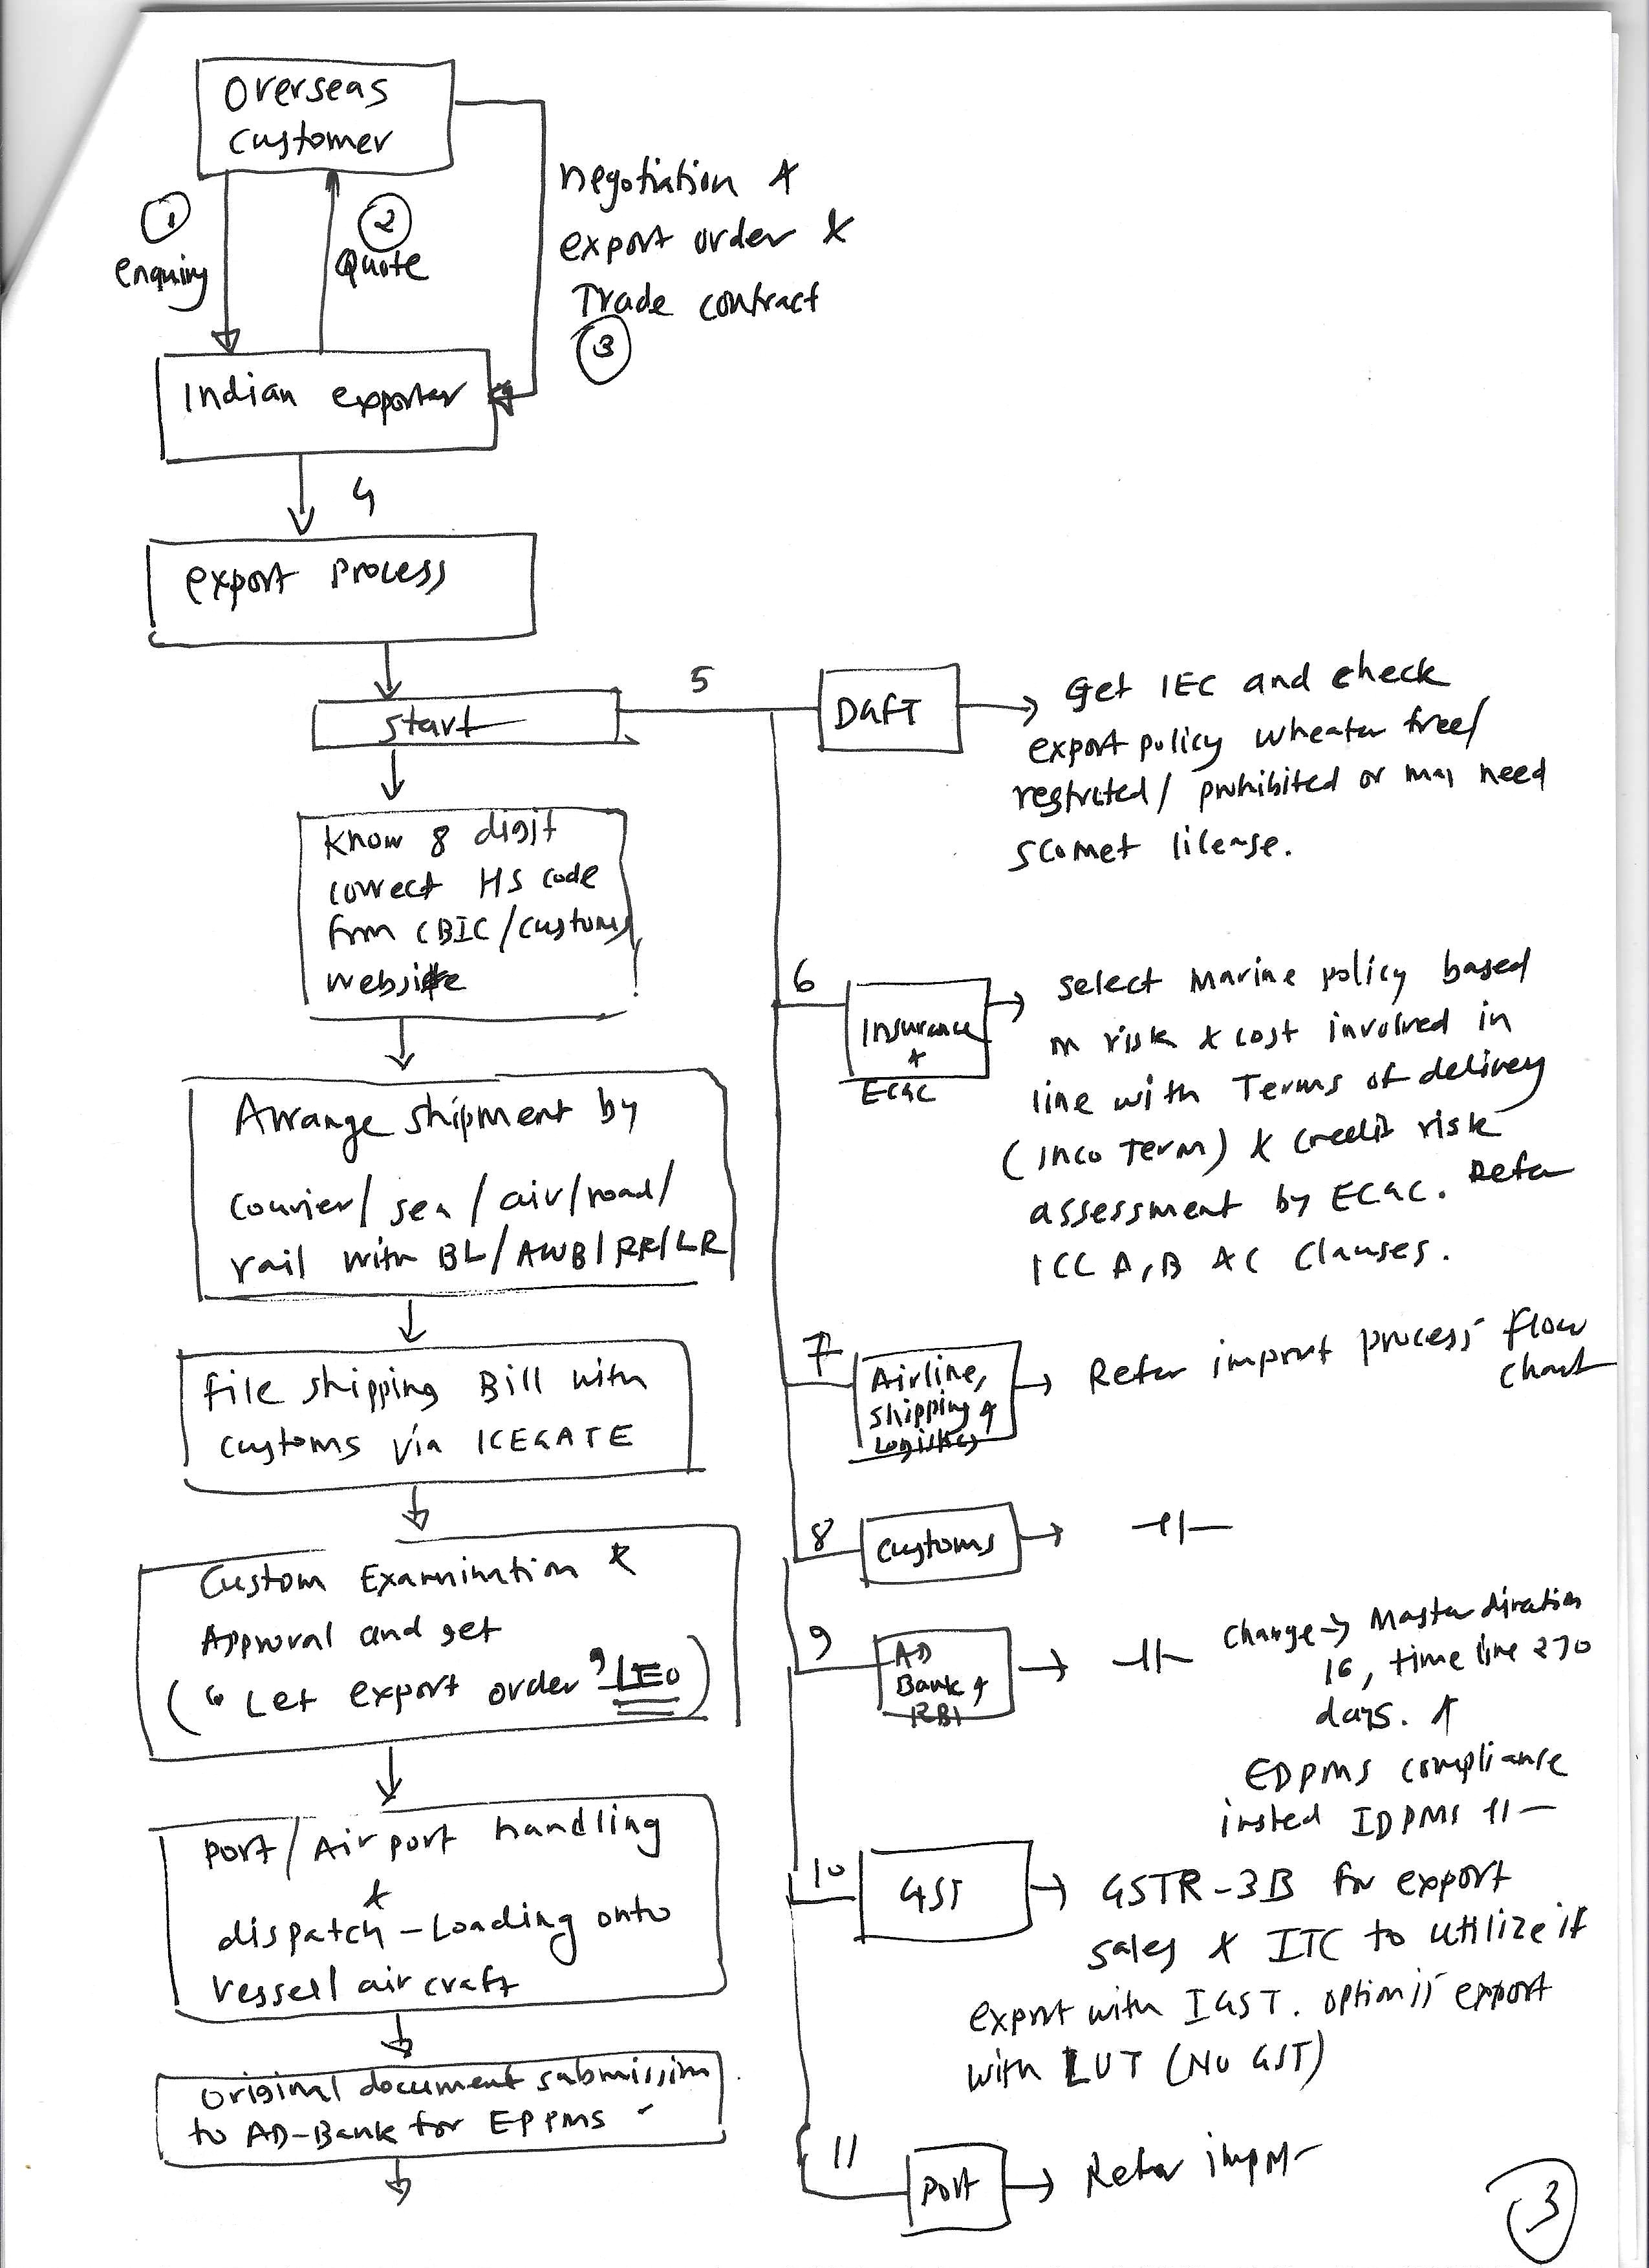 Overseas
customer
1
enquiry
2
Quote
negotiation &
export order &
Trade contract
3
Indian exporter
4
export process
start
5
DGFT
Get IEC and check
export policy wheater free/
restricted/ prohibited or may need
scomet license.
Know 8 digit
correct HS code
from CBIC/customs
website
6
Insurance
&
ECGC
select Marine policy based
on risk & cost involved in
line with Terms of delivery
(inco Term) & credit risk
assessment by ECGC. Refer
ICC A, B & C Clauses.
Arrange shipment by
courier/ sea / air/road/
rail with BL/AWB/RR/LR
7
Airline,
shipping &
Logistics
Refer import process flow
chart
File shipping Bill with
customs via ICEGATE
8
customs
-11-
Custom Examination &
Approval and get
("Let export order" LEO)
9
AD
Bank &
RBI
-11-
Change → Master direction
16, time line 270
days. &
EDPMS compliance
insted IDPMS 11-
Port/Airport handling
&
dispatch - Loading onto
vessel/ air craft
10
GST
GSTR-3B for export
sales & ITC to utilize if
export with IGST. option is export
with LUT (No GST)
original document submission
to AD-Bank for EPPMS
11
port
Refer import
3